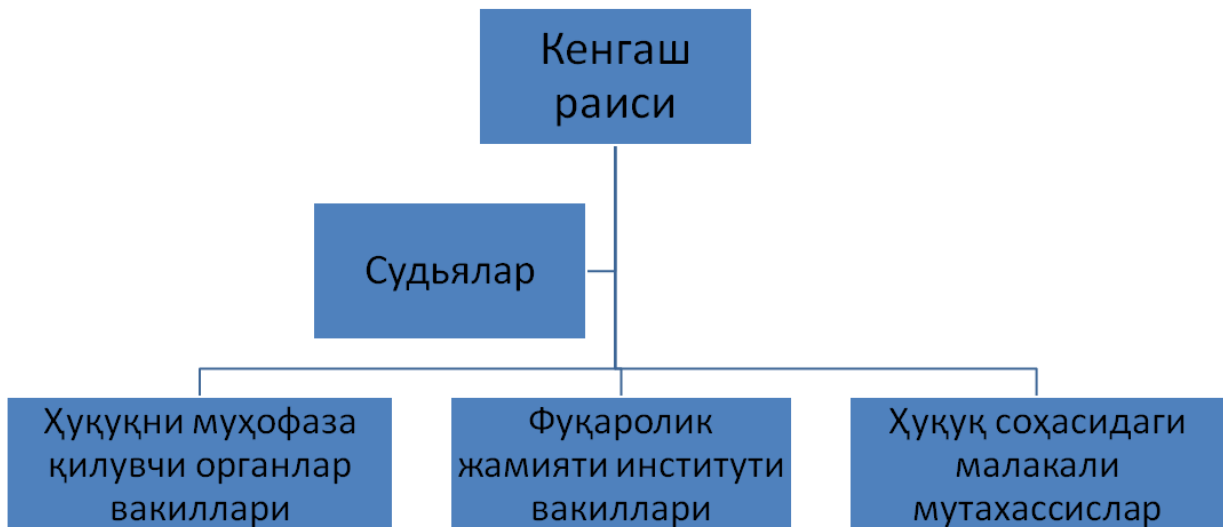 Кенгаш
раиси
Судьялар
Ҳуқуқни муҳофаза
қилувчи органлар
вакиллари
Фуқаролик
жамияти институти
вакиллари
Ҳуқуқ соҳасидаги
малакали
мутахассислар